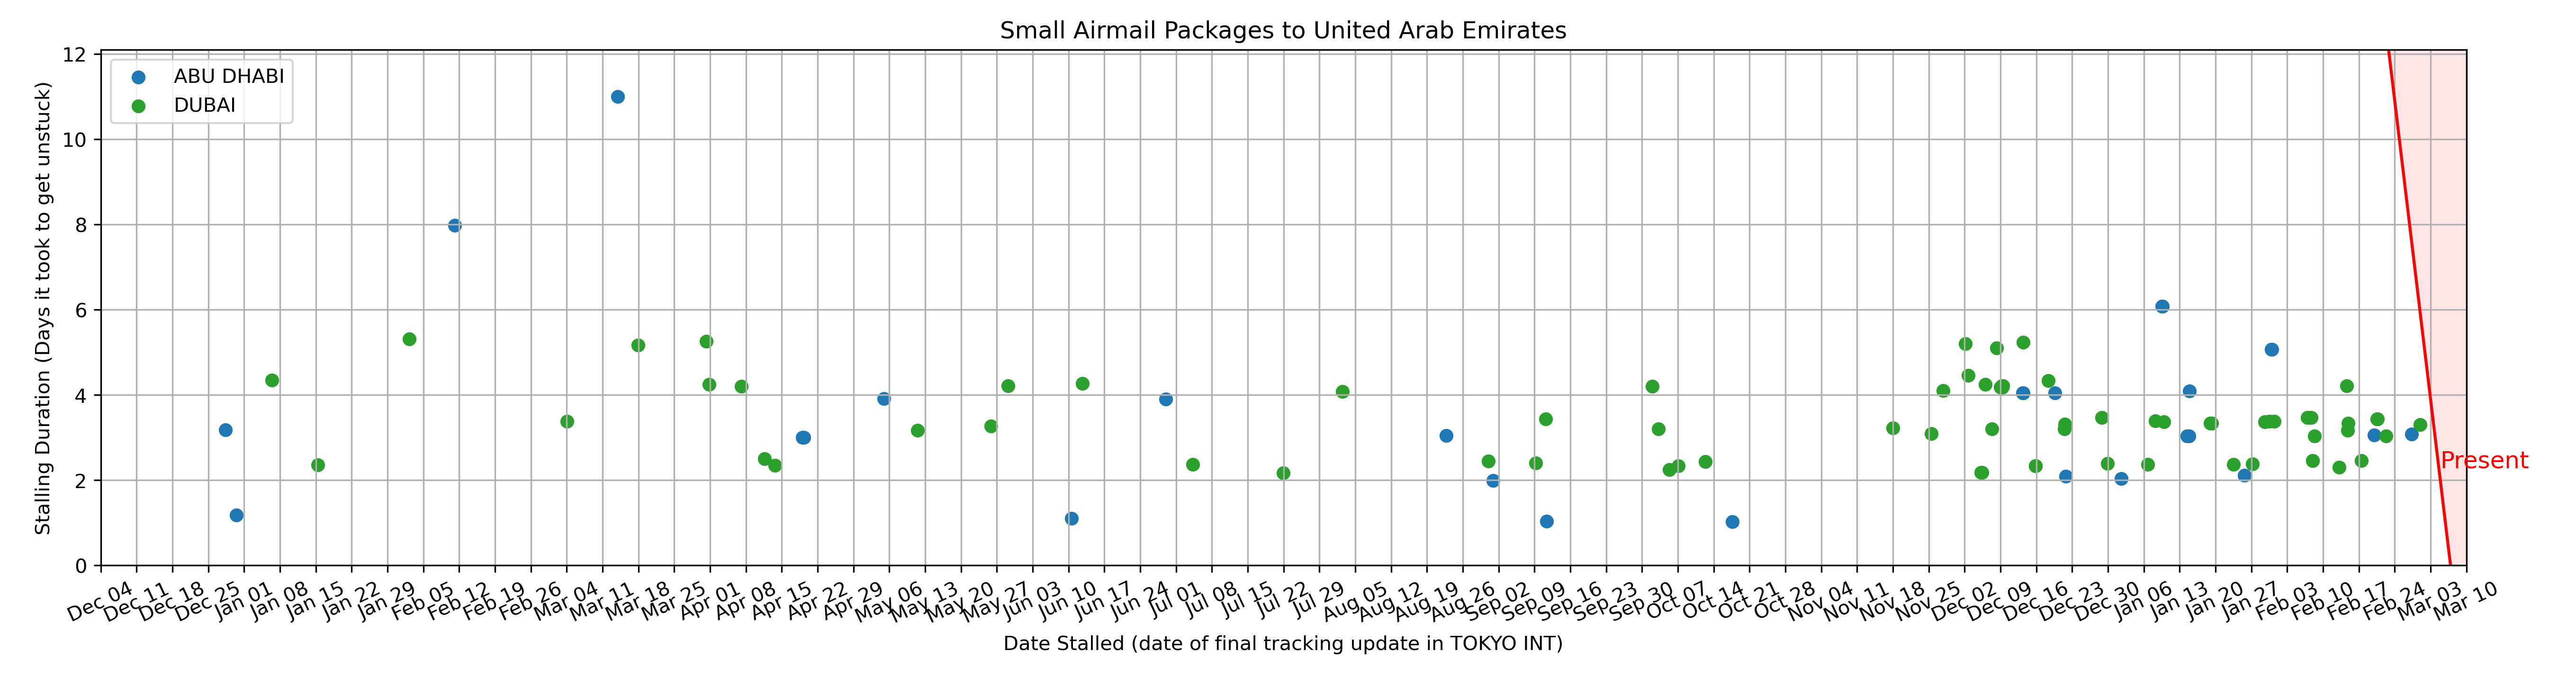 Small Airmail Packages to United Arab Emirates
Stalling Duration (Days it took to get unstuck)
12
10
8
6
4
2
0
ABU DHABI
DUBAI
Present
Dec 04
Dec 11
Dec 18
Dec 25
Jan 01
Jan 08
Jan 15
Jan 22
Jan 29
Feb 05
Feb 12
Feb 19
Feb 26
Mar 04
Mar 11
Mar 18
Mar 25
Apr 01
Apr 08
Apr 15
Apr 22
Apr 29
May 06
May 13
May 20
May 27
Jun 03
Jun 10
Jun 17
Jun 24
Jul 01
Jul 08
Jul 15
Jul 22
Jul 29
Aug 05
Aug 12
Aug 19
Aug 26
Sep 02
Sep 09
Sep 16
Sep 23
Sep 30
Oct 07
Oct 14
Oct 21
Oct 28
Nov 04
Nov 11
Nov 18
Nov 25
Dec 02
Dec 09
Dec 16
Dec 23
Dec 30
Jan 06
Jan 13
Jan 20
Jan 27
Feb 03
Feb 10
Feb 17
Feb 24
Mar 03
Mar 10
Date Stalled (date of final tracking update in TOKYO INT)